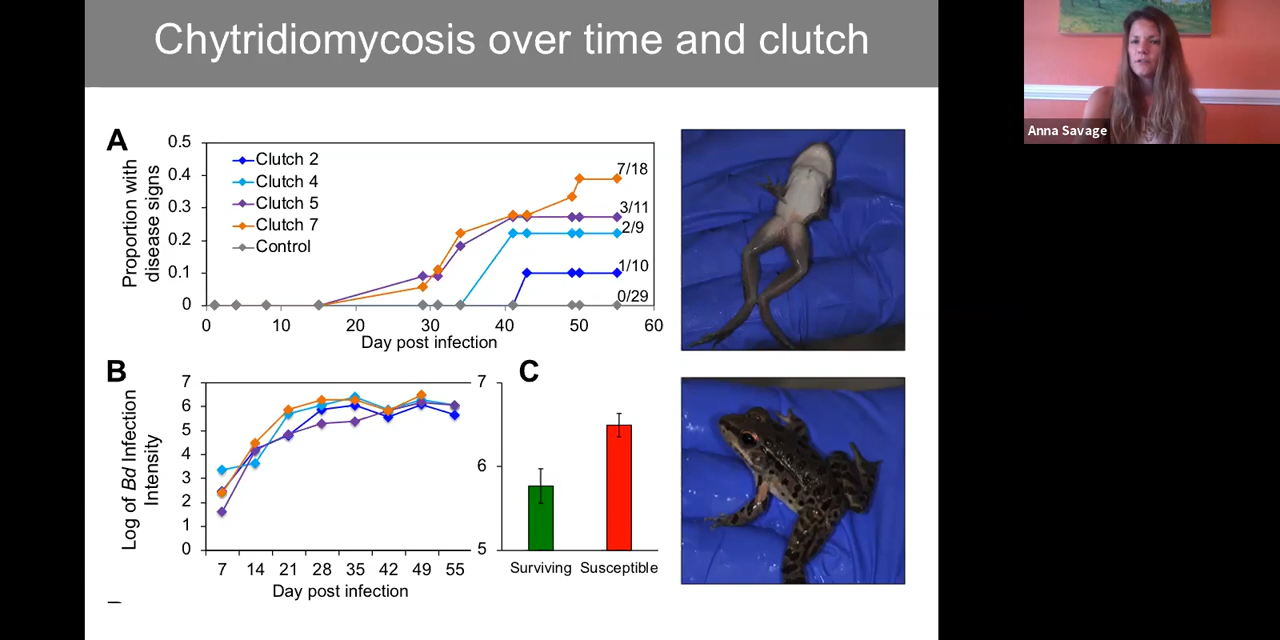 Chytridiomycosis over time and clutch
Anna Savage
A
Proportion with
disease signs
0.5
0.4
0.3
0.2
0.1
0
Clutch 2
Clutch 4
Clutch 5
Clutch 7
Control
7/18
3/11
2/9
1/10
0/29
0 10 20 30 40 50 60
Day post infection
B
Log of Bd Infection
Intensity
7
6
5
4
3
2
1
0
7 14 21 28 35 42 49 55
Day post infection
C
7
6
5
Surviving Susceptible